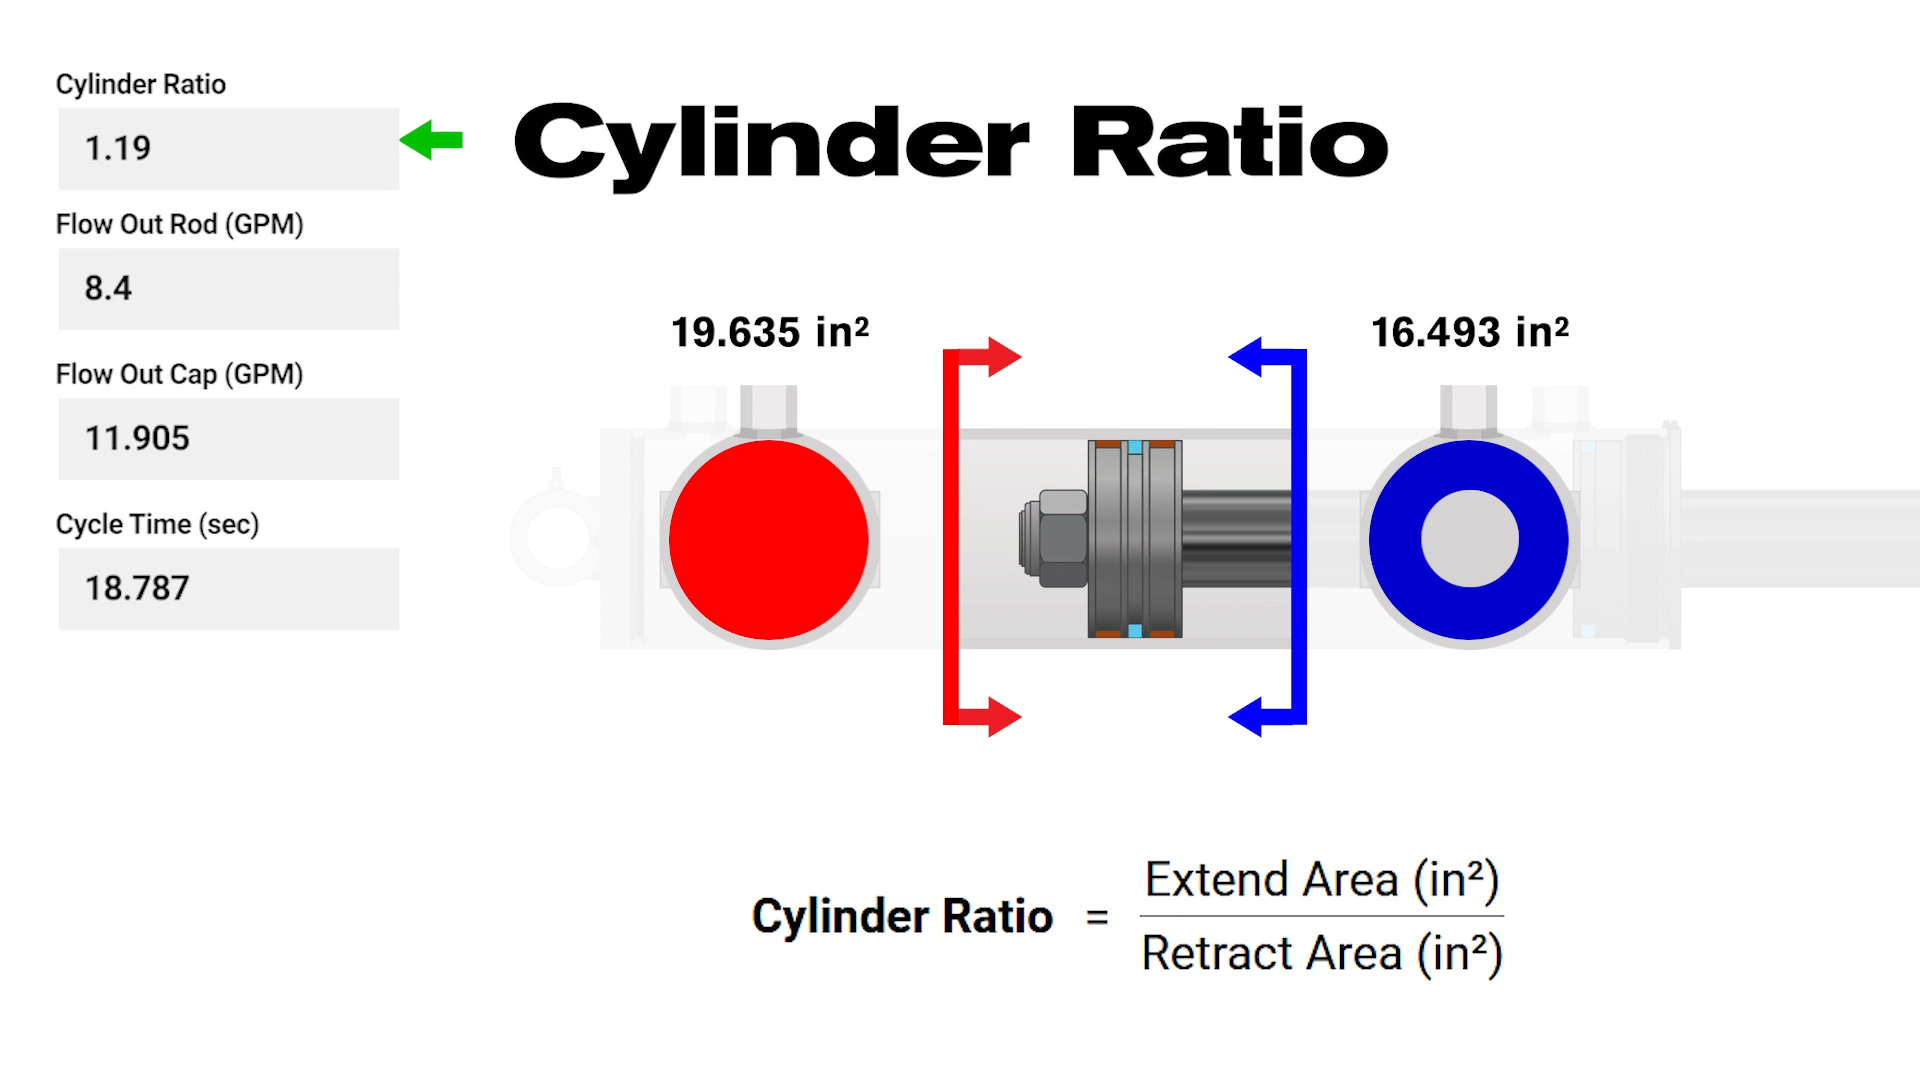 Cylinder Ratio
1.19
Flow Out Rod (GPM)
8.4
Flow Out Cap (GPM)
11.905
Cycle Time (sec)
18.787
Cylinder Ratio
19.635 in²
16.493 in²
Cylinder Ratio = Extend Area (in²)
Retract Area (in²)